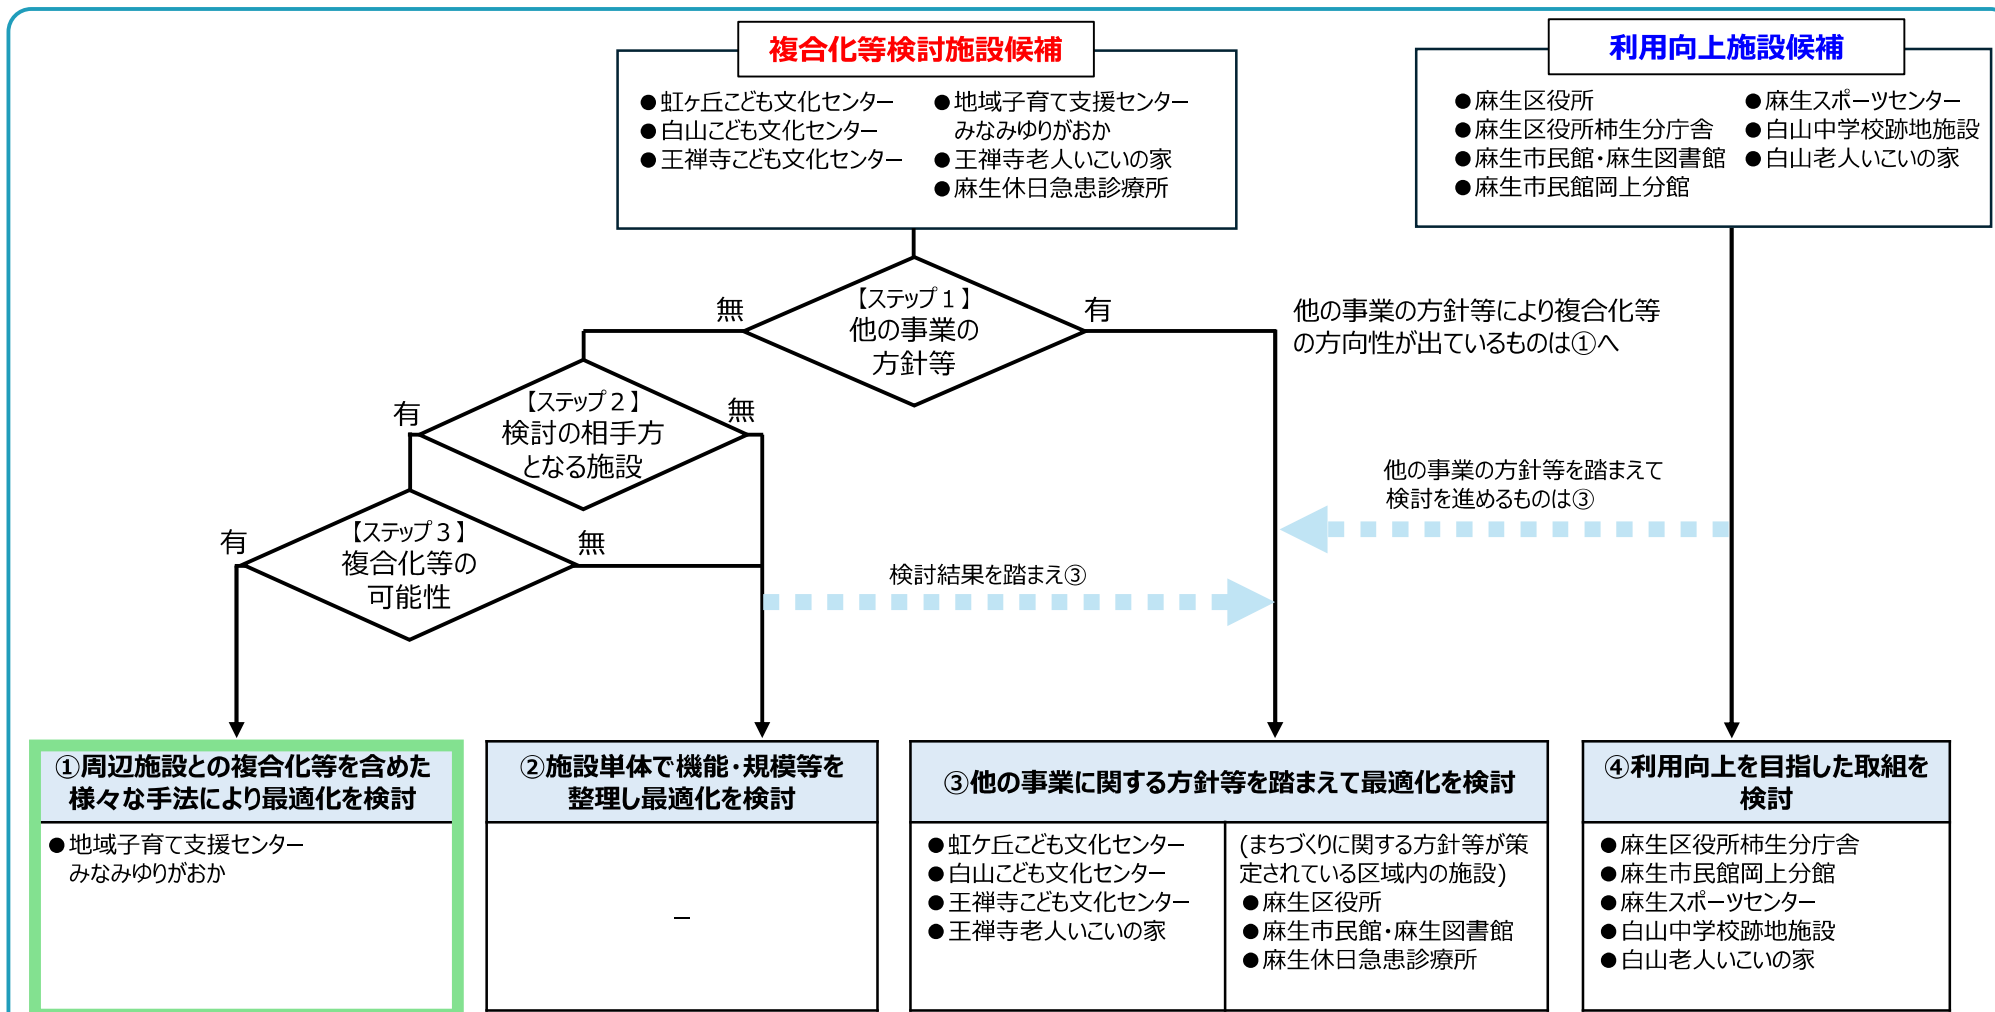 複合化等検討施設候補
●虹ヶ丘こども文化センター
●白山こども文化センター
●王禅寺こども文化センター
●地域子育て支援センター
みなみゆりがおか
●王禅寺老人いこいの家
●麻生休日急患診療所
利用向上施設候補
●麻生区役所
●麻生区役所柿生分庁舎
●麻生市民館・麻生図書館
●麻生市民館岡上分館
●麻生スポーツセンター
●白山中学校跡地施設
●白山老人いこいの家
【ステップ１】
他の事業の
方針等
無
有
他の事業の方針等により複合化等
の方向性が出ているものは①へ
【ステップ２】
検討の相手方
となる施設
有
無
他の事業の方針等を踏まえて
検討を進めるものは③
【ステップ３】
複合化等の
可能性
有
無
検討結果を踏まえ③
①周辺施設との複合化等を含めた
様々な手法により最適化を検討
●地域子育て支援センター
みなみゆりがおか
②施設単体で機能・規模等を
整理し最適化を検討
－
③他の事業に関する方針等を踏まえて最適化を検討
●虹ケ丘こども文化センター
●白山こども文化センター
●王禅寺こども文化センター
●王禅寺老人いこいの家
(まちづくりに関する方針等が策
定されている区域内の施設)
●麻生区役所
●麻生市民館・麻生図書館
●麻生休日急患診療所
④利用向上を目指した取組を
検討
●麻生区役所柿生分庁舎
●麻生市民館岡上分館
●麻生スポーツセンター
●白山中学校跡地施設
●白山老人いこいの家